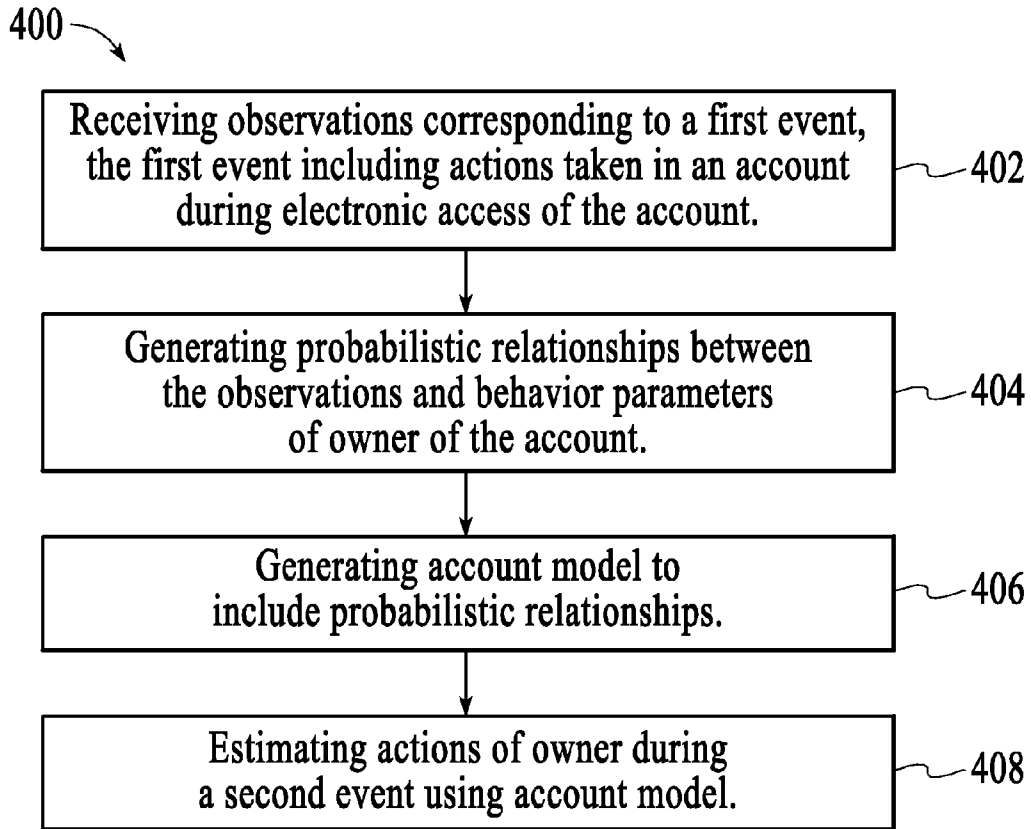 400
Receiving observations corresponding to a first event,
the first event including actions taken in an account
during electronic access of the account.
402
Generating probabilistic relationships between
the observations and behavior parameters
of owner of the account.
404
Generating account model to
include probabilistic relationships.
406
Estimating actions of owner during
a second event using account model.
408